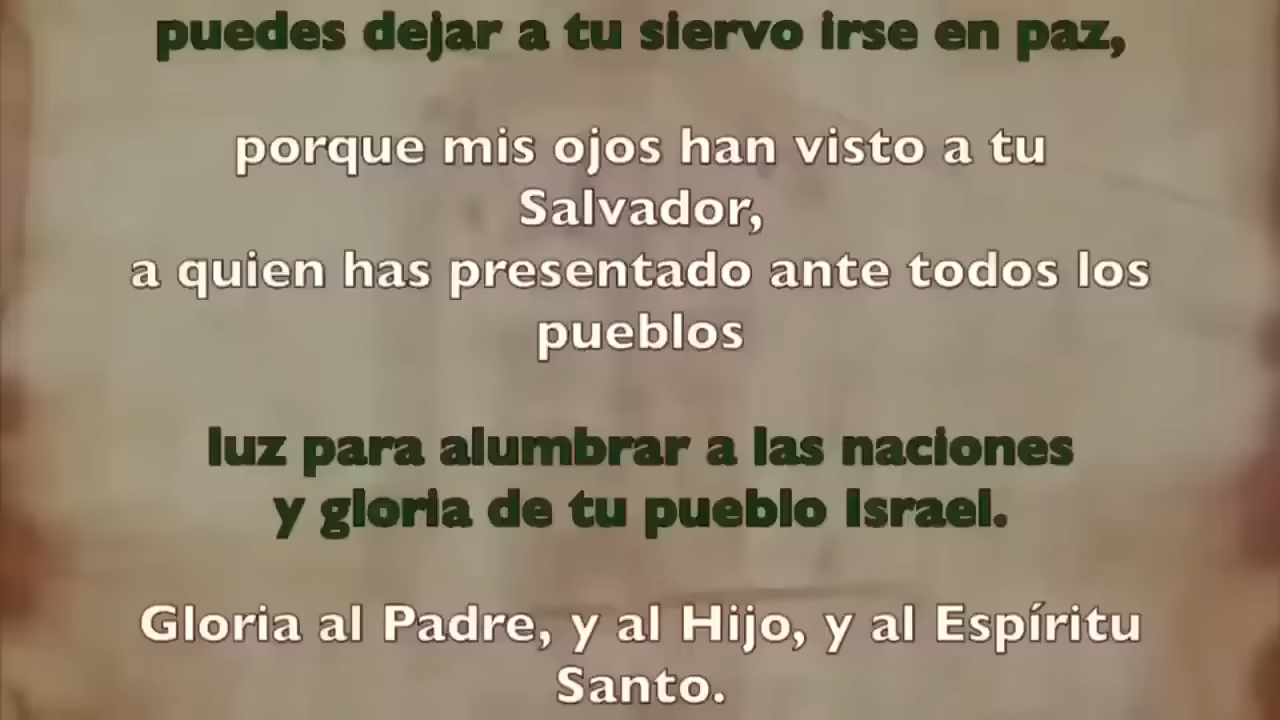 puedes dejar a tu siervo irse en paz,
porque mis ojos han visto a tu
Salvador,
a quien has presentado ante todos los
pueblos
luz para alumbrar a las naciones
y gloria de tu pueblo Israel.
Gloria al Padre, y al Hijo, y al Espíritu
Santo.